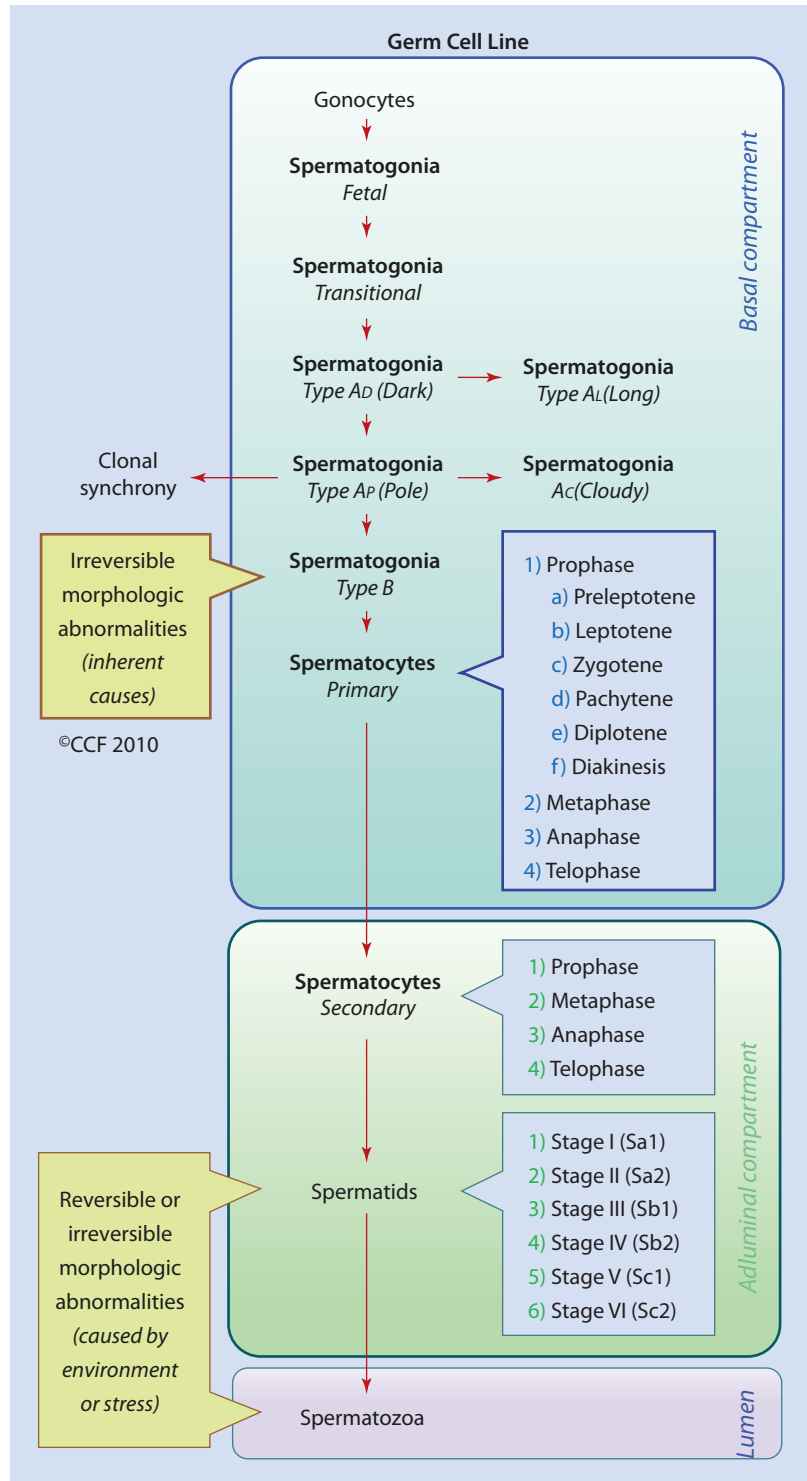 Germ Cell Line
Basal compartment
Gonocytes
Spermatogonia
Fetal
Spermatogonia
Transitional
Spermatogonia
Type AD (Dark)
Spermatogonia
Type AL(Long)
Clonal
synchrony
Spermatogonia
Type AP (Pole)
Spermatogonia
AC(Cloudy)
Irreversible
morphologic
abnormalities
(inherent
causes)
©CCF 2010
Spermatogonia
Type B
Spermatocytes
Primary
1) Prophase
a) Preleptotene
b) Leptotene
c) Zygotene
d) Pachytene
e) Diplotene
f) Diakinesis
2) Metaphase
3) Anaphase
4) Telophase
Adluminal compartment
Spermatocytes
Secondary
1) Prophase
2) Metaphase
3) Anaphase
4) Telophase
Spermatids
1) Stage I (Sa1)
2) Stage II (Sa2)
3) Stage III (Sb1)
4) Stage IV (Sb2)
5) Stage V (Sc1)
6) Stage VI (Sc2)
Reversible or
irreversible
morphologic
abnormalities
(caused by
environment
or stress)
Spermatozoa
Lumen